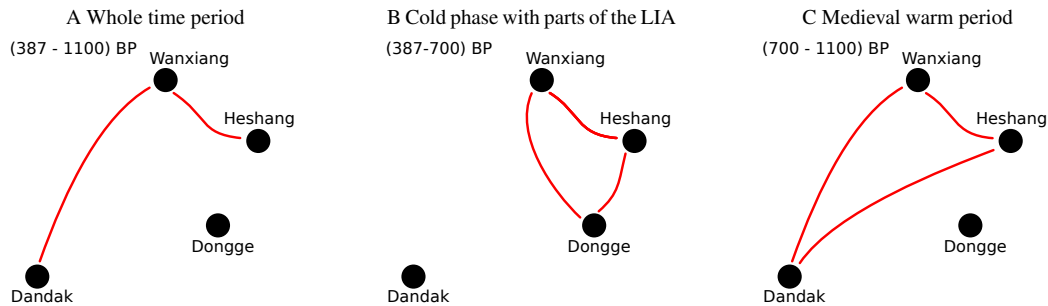 A Whole time period
(387 - 1100) BP
Wanxiang
Heshang
Dongge
Dandak
B Cold phase with parts of the LIA
(387-700) BP
Wanxiang
Heshang
Dongge
Dandak
C Medieval warm period
(700 - 1100) BP
Wanxiang
Heshang
Dongge
Dandak